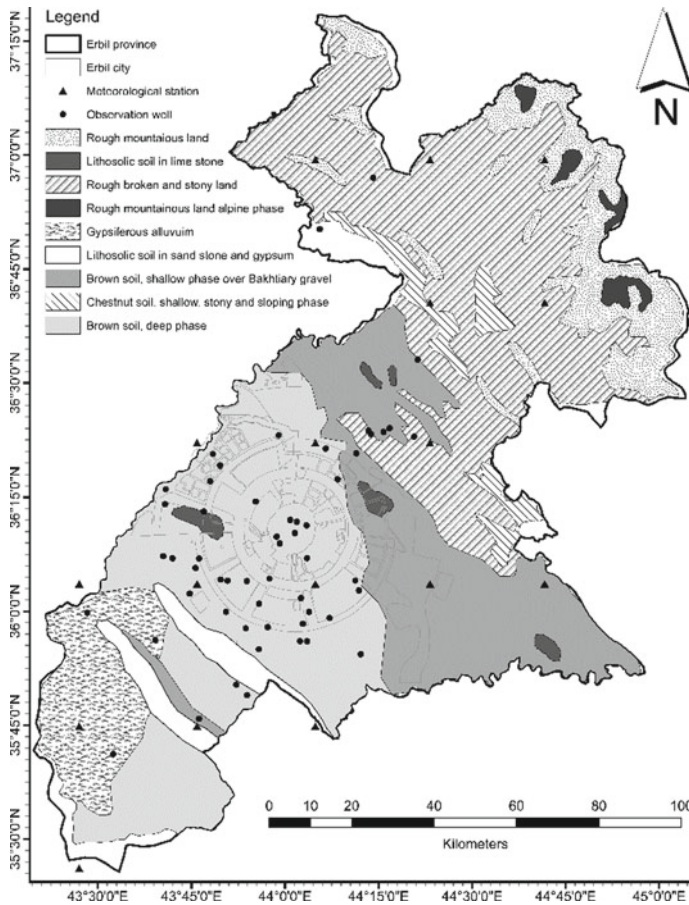 Legend
Erbil province
Erbil city
Meteorological station
Observation well
Rough mountaious land
Lithosolic soil in lime stone
Rough broken and stony land
Rough mountainous land alpine phase
Gypsiferous alluvuim
Lithosolic soil in sand stone and gypsum
Brown soil, shallow phase over Bakhtiary gravel
Chestnut soil. shallow. stony and sloping phase
Brown soil, deep phase
N
37°15'0"N
37°0'0"N
36°45'0"N
36°30'0"N
36°15'0"N
36°0'0"N
35°45'0"N
35°30'0"N
0 10 20 40 60 80 100
Kilometers
43°30'0"E 43°45'0"E 44°0'0"E 44°15'0"E 44°30'0"E 44°45'0"E 45°0'0"E